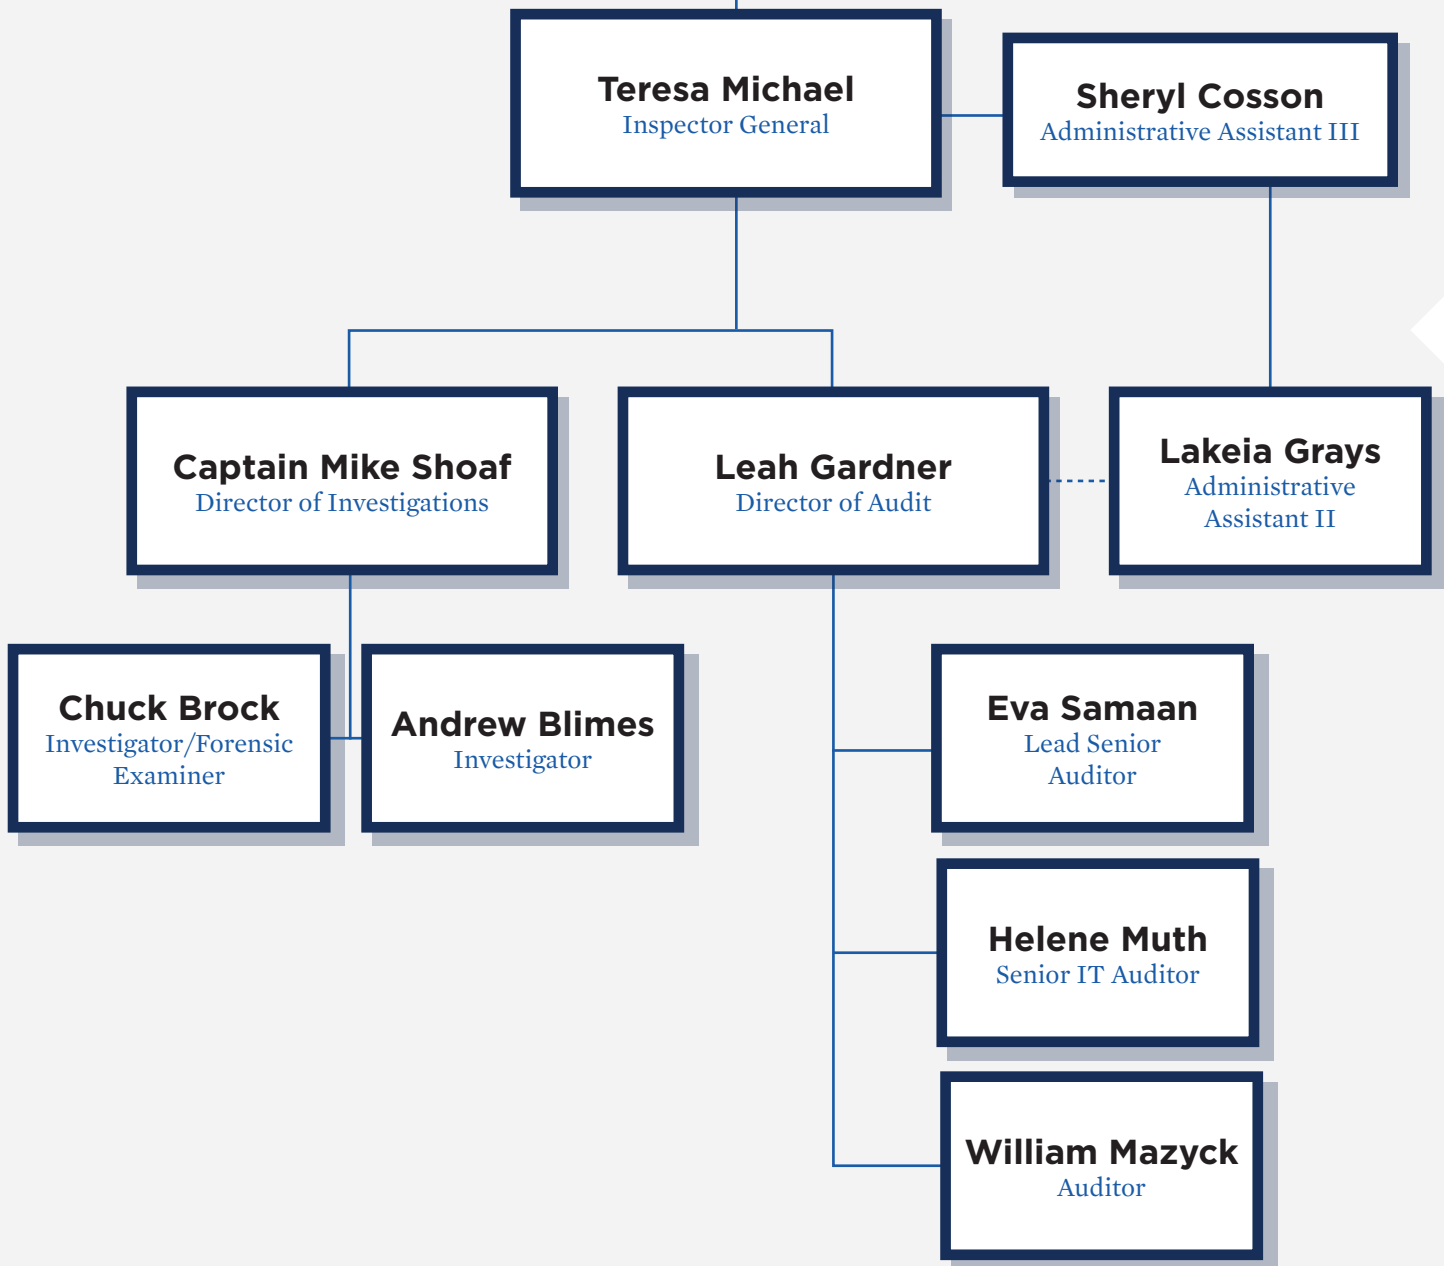 Teresa Michael
Inspector General
Sheryl Cosson
Administrative Assistant III
Captain Mike Shoaf
Director of Investigations
Leah Gardner
Director of Audit
Lakeia Grays
Administrative
Assistant II
Chuck Brock
Investigator/Forensic
Examiner
Andrew Blimes
Investigator
Eva Samaan
Lead Senior
Auditor
Helene Muth
Senior IT Auditor
William Mazyck
Auditor